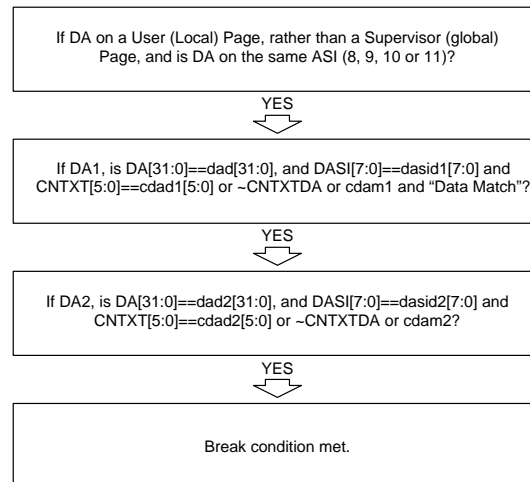 If DA on a User (Local) Page, rather than a Supervisor (global)
Page, and is DA on the same ASI (8, 9, 10 or 11)?
YES
If DA1, is DA[31:0]==dad[31:0], and DASI[7:0]==dasid1[7:0] and
CNTXT[5:0]==cdad1[5:0] or ~CNTXTDA or cdam1 and “Data Match”?
YES
If DA2, is DA[31:0]==dad2[31:0], and DASI[7:0]==dasid2[7:0] and
CNTXT[5:0]==cdad2[5:0] or ~CNTXTDA or cdam2?
YES
Break condition met.